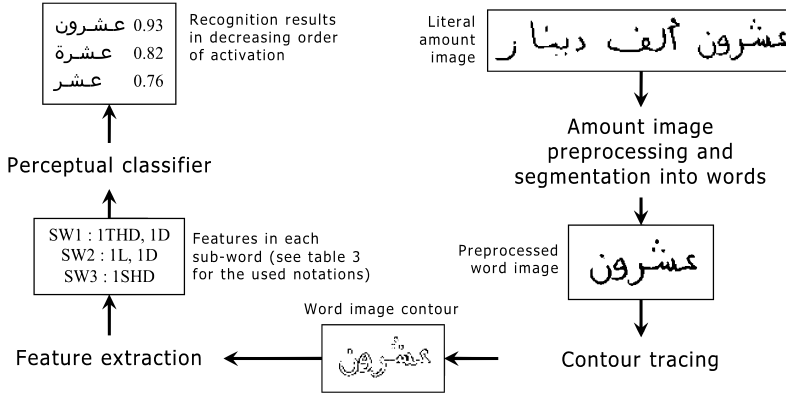 عشرون 0.93
عشرة 0.82
عشر 0.76
Recognition results
in decreasing order
of activation
Literal
amount
image
عشرون ألف دينار
Amount image
preprocessing and
segmentation into words
Preprocessed
word image
عشرون
Contour tracing
Word image contour
عشرون
Feature extraction
SW1 : 1THD, 1D
SW2 : 1L, 1D
SW3 : 1SHD
Features in each
sub-word (see table 3
for the used notations)
Perceptual classifier